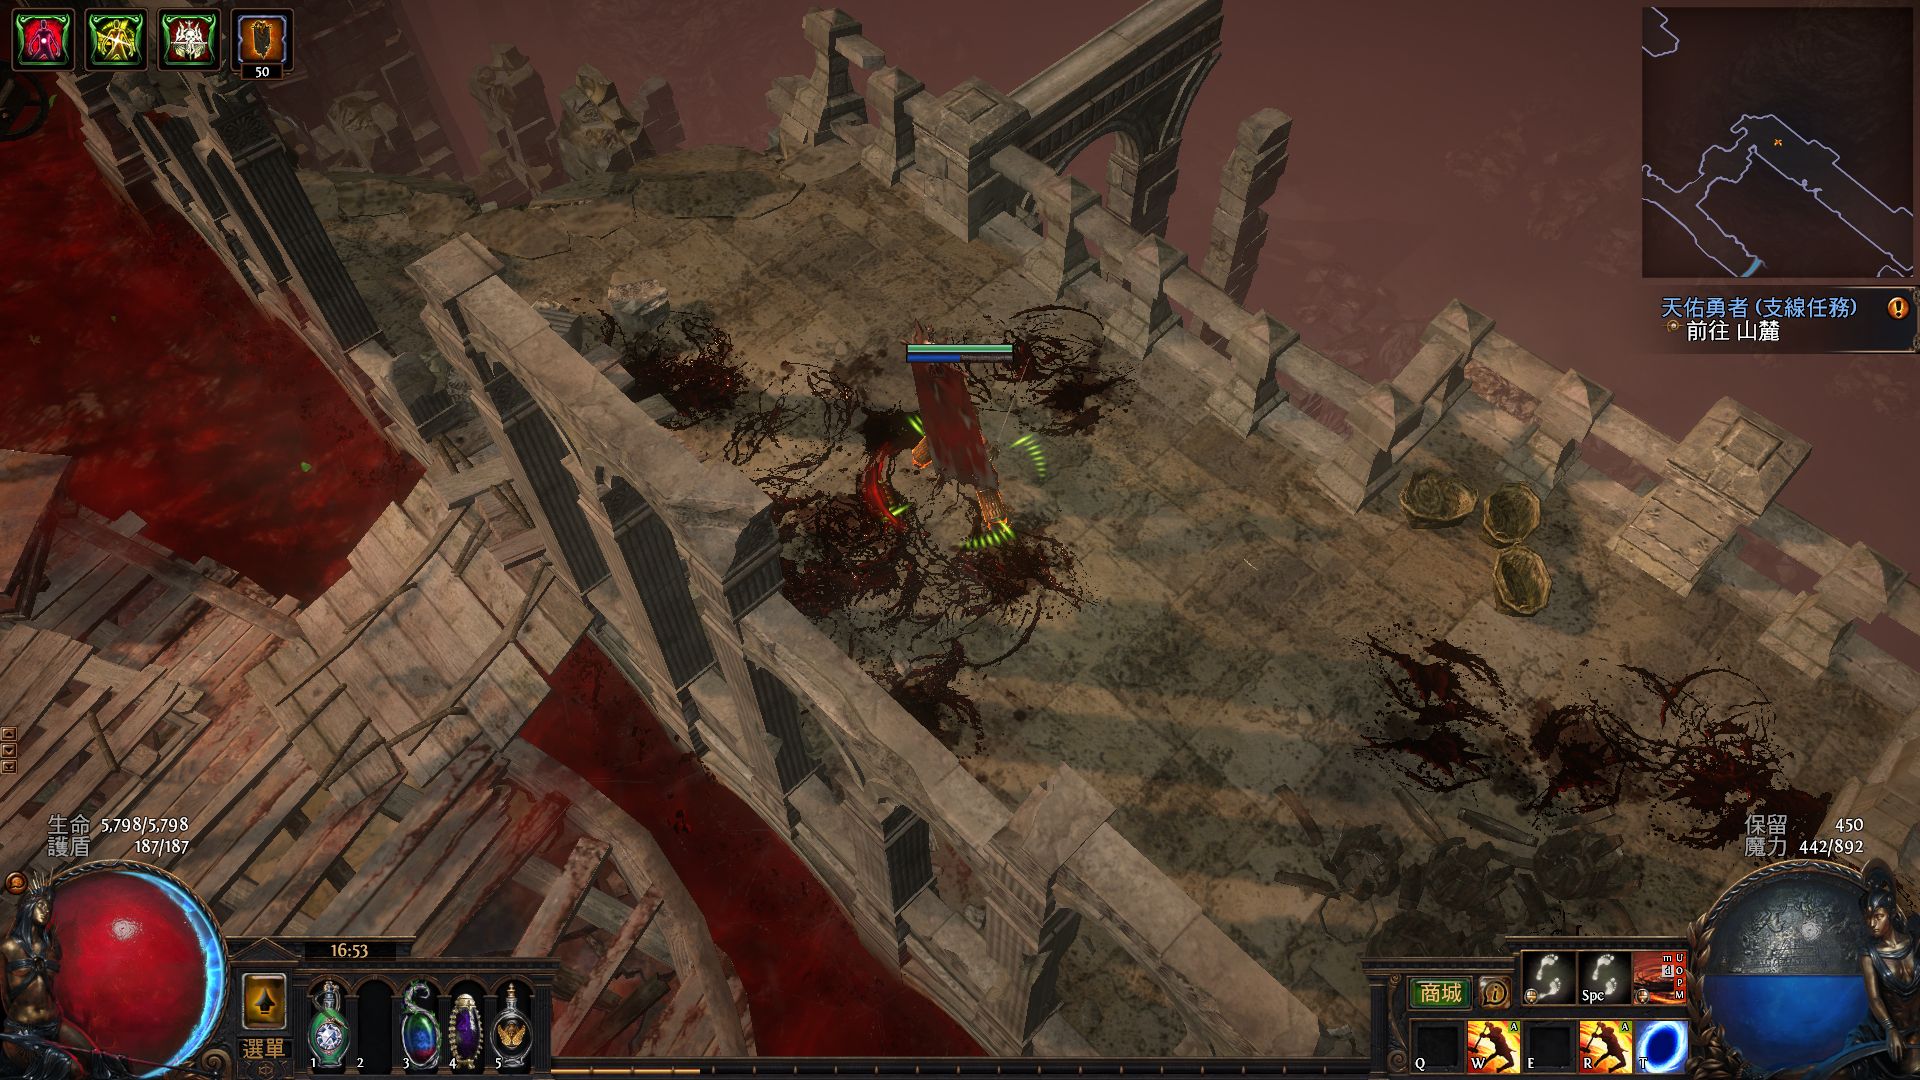 50
天佑勇者 (支線任務)
前往 山麓
生命 5,798/5,798
護盾 187/187
保留 450
魔力 442/892
16:53
選單
1 2 3 4 5
商城
Spc
m U
d O
P
M
Q W A E R A T